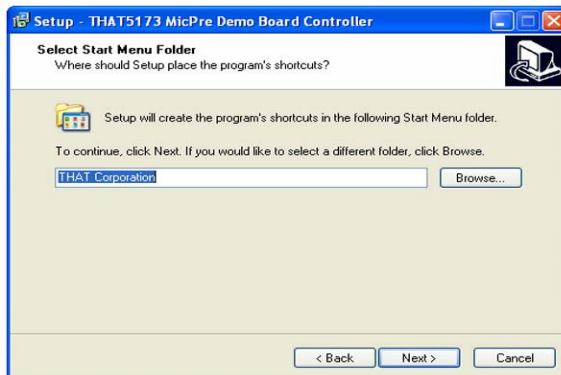 Setup - THAT5173 MicPre Demo Board Controller
Select Start Menu Folder
Where should Setup place the program's shortcuts?
Setup will create the program's shortcuts in the following Start Menu folder.
To continue, click Next. If you would like to select a different folder, click Browse.
THAT Corporation
Browse...
< Back
Next >
Cancel